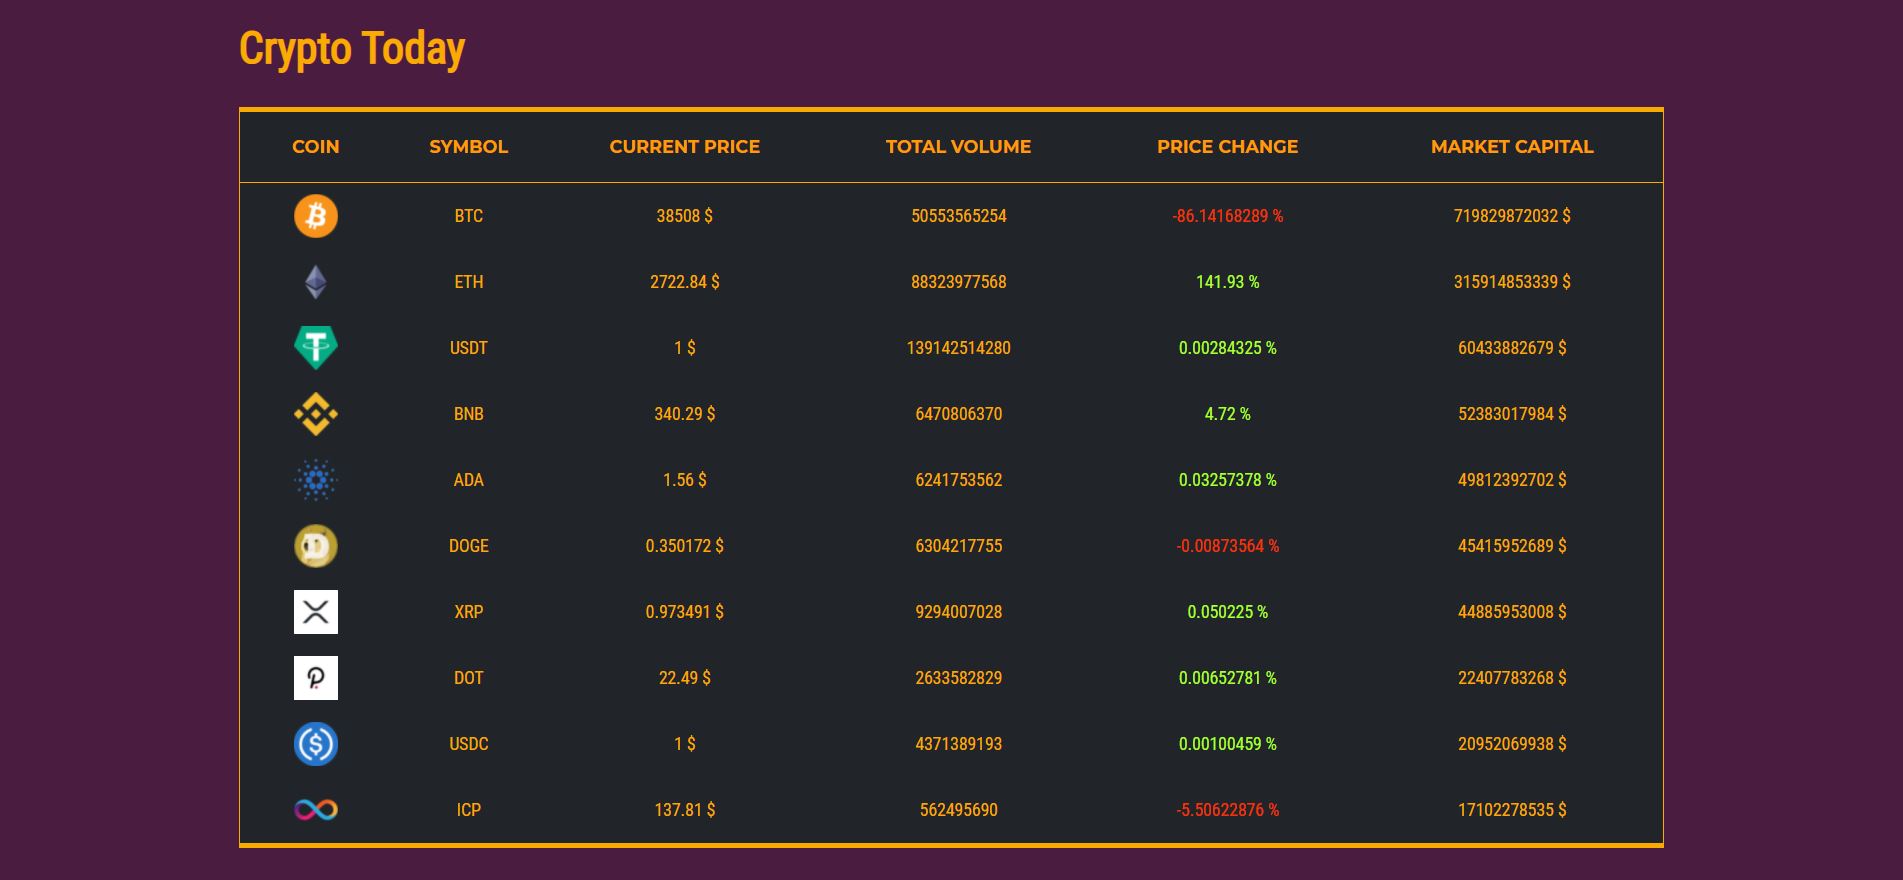 Crypto Today
COIN SYMBOL CURRENT PRICE TOTAL VOLUME PRICE CHANGE MARKET CAPITAL
BTC 38508 $ 50553565254 -86.14168289 % 719829872032 $
ETH 2722.84 $ 88323977568 141.93 % 315914853339 $
USDT 1 $ 139142514280 0.00284325 % 60433882679 $
BNB 340.29 $ 6470806370 4.72 % 52383017984 $
ADA 1.56 $ 6241753562 0.03257378 % 49812392702 $
DOGE 0.350172 $ 6304217755 -0.00873564 % 45415952689 $
XRP 0.973491 $ 9294007028 0.050225 % 44885953008 $
DOT 22.49 $ 2633582829 0.00652781 % 22407783268 $
USDC 1 $ 4371389193 0.00100459 % 20952069938 $
ICP 137.81 $ 562495690 -5.50622876 % 17102278535 $